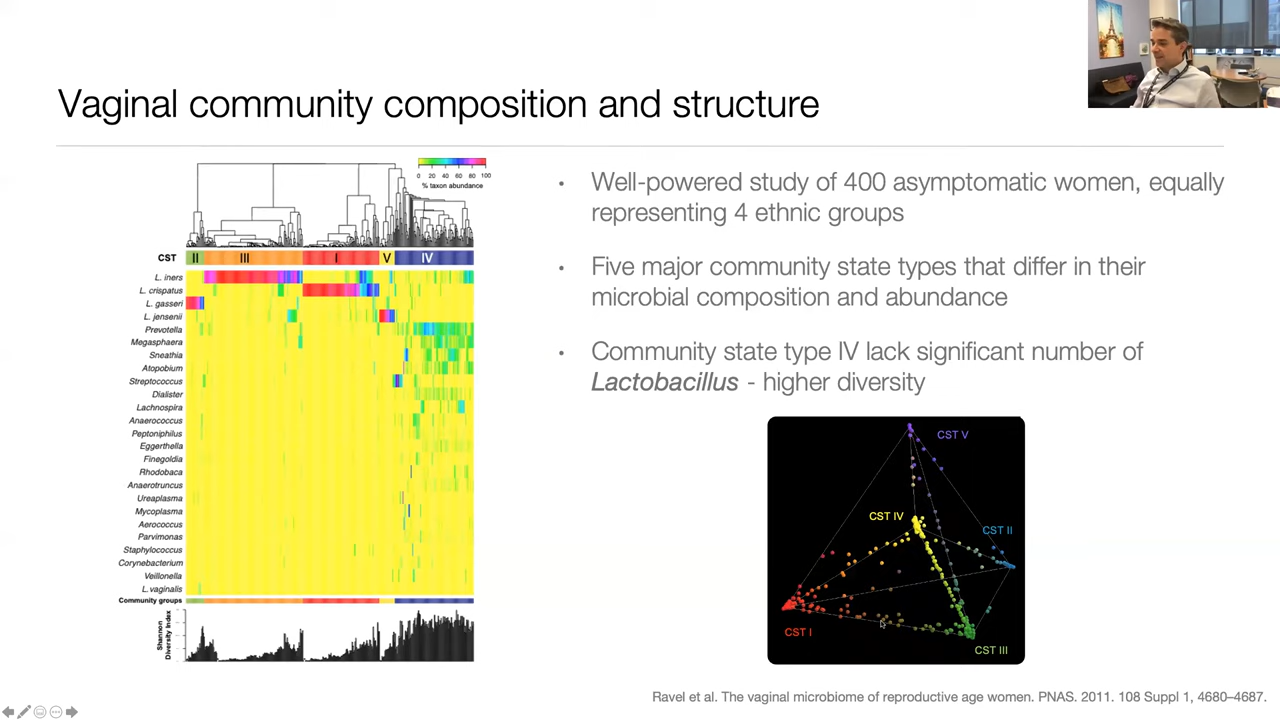 Vaginal community composition and structure
0 20 40 60 80 100
% taxon abundance
CST II III I V IV
L. iners
L. crispatus
L. gasseri
L. jensenii
Prevotella
Megasphaera
Sneathia
Atopobium
Streptococcus
Dialister
Lachnospira
Anaerococcus
Peptoniphilus
Eggerthella
Finegoldia
Rhodobaca
Anaerotruncus
Ureaplasma
Mycoplasma
Aerococcus
Parvimonas
Staphylococcus
Corynebacterium
Veillonella
L. vaginalis
Community groups
Shannon
Diversity Index
• Well-powered study of 400 asymptomatic women, equally
representing 4 ethnic groups
• Five major community state types that differ in their
microbial composition and abundance
• Community state type IV lack significant number of
Lactobacillus - higher diversity
CST V
CST IV
CST II
CST I
CST III
Ravel et al. The vaginal microbiome of reproductive age women. PNAS. 2011. 108 Suppl 1, 4680–4687.